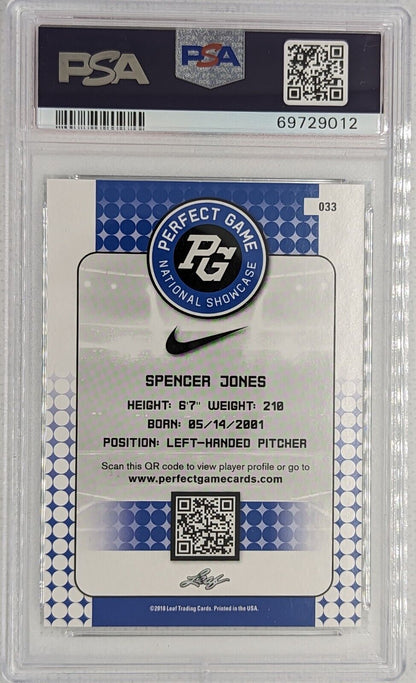 PSA
PSA
69729012
033
PERFECT GAME
PG
NATIONAL SHOWCASE
SPENCER JONES
HEIGHT: 6'7" WEIGHT: 210
BORN: 05/14/2001
POSITION: LEFT-HANDED PITCHER
Scan this QR code to view player profile or go to
www.perfectgamecards.com
Leaf
©2018 Leaf Trading Cards. Printed in the USA.